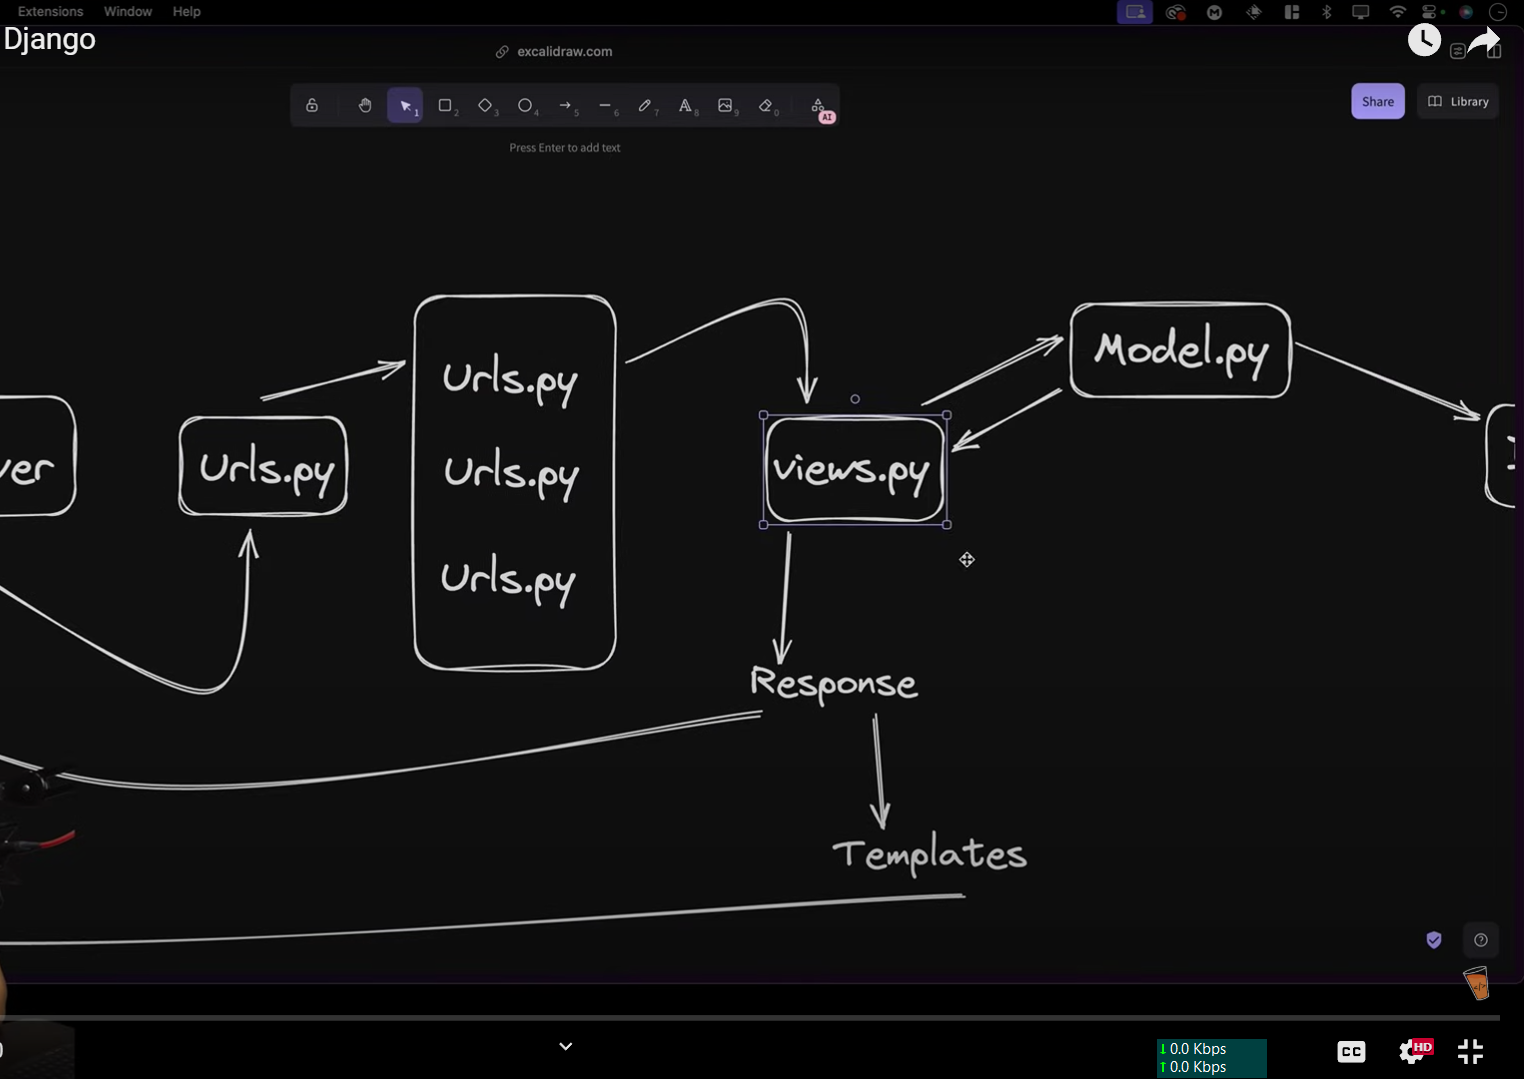 Extensions Window Help
Django
excalidraw.com
1 2 3 4 5 6 7 8 9 0 AI
Share Library
Press Enter to add text
Model.py
Urls.py
ver Urls.py Urls.py views.py
Urls.py
Response
Templates
CC HD
0.0 Kbps
0.0 Kbps